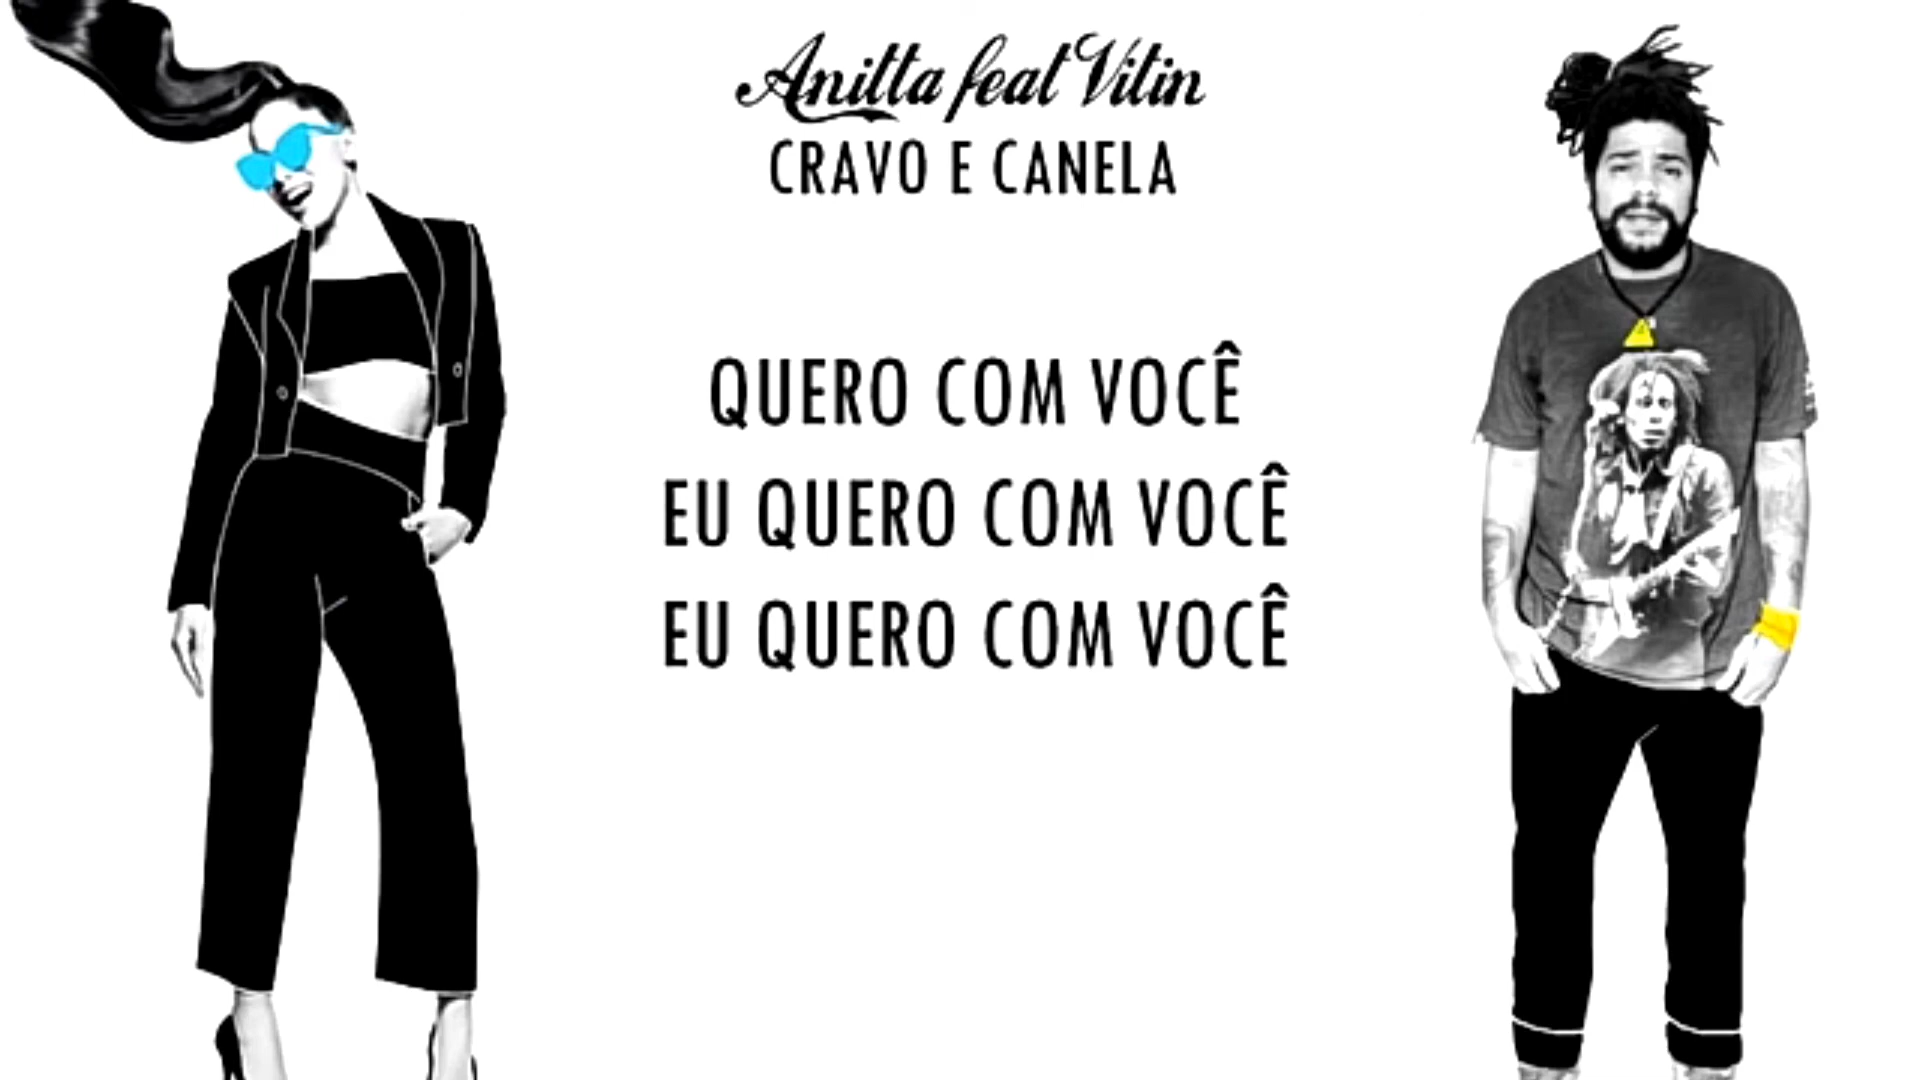 Anitta feat Vitin
CRAVO E CANELA
QUERO COM VOCÊ
EU QUERO COM VOCÊ
EU QUERO COM VOCÊ